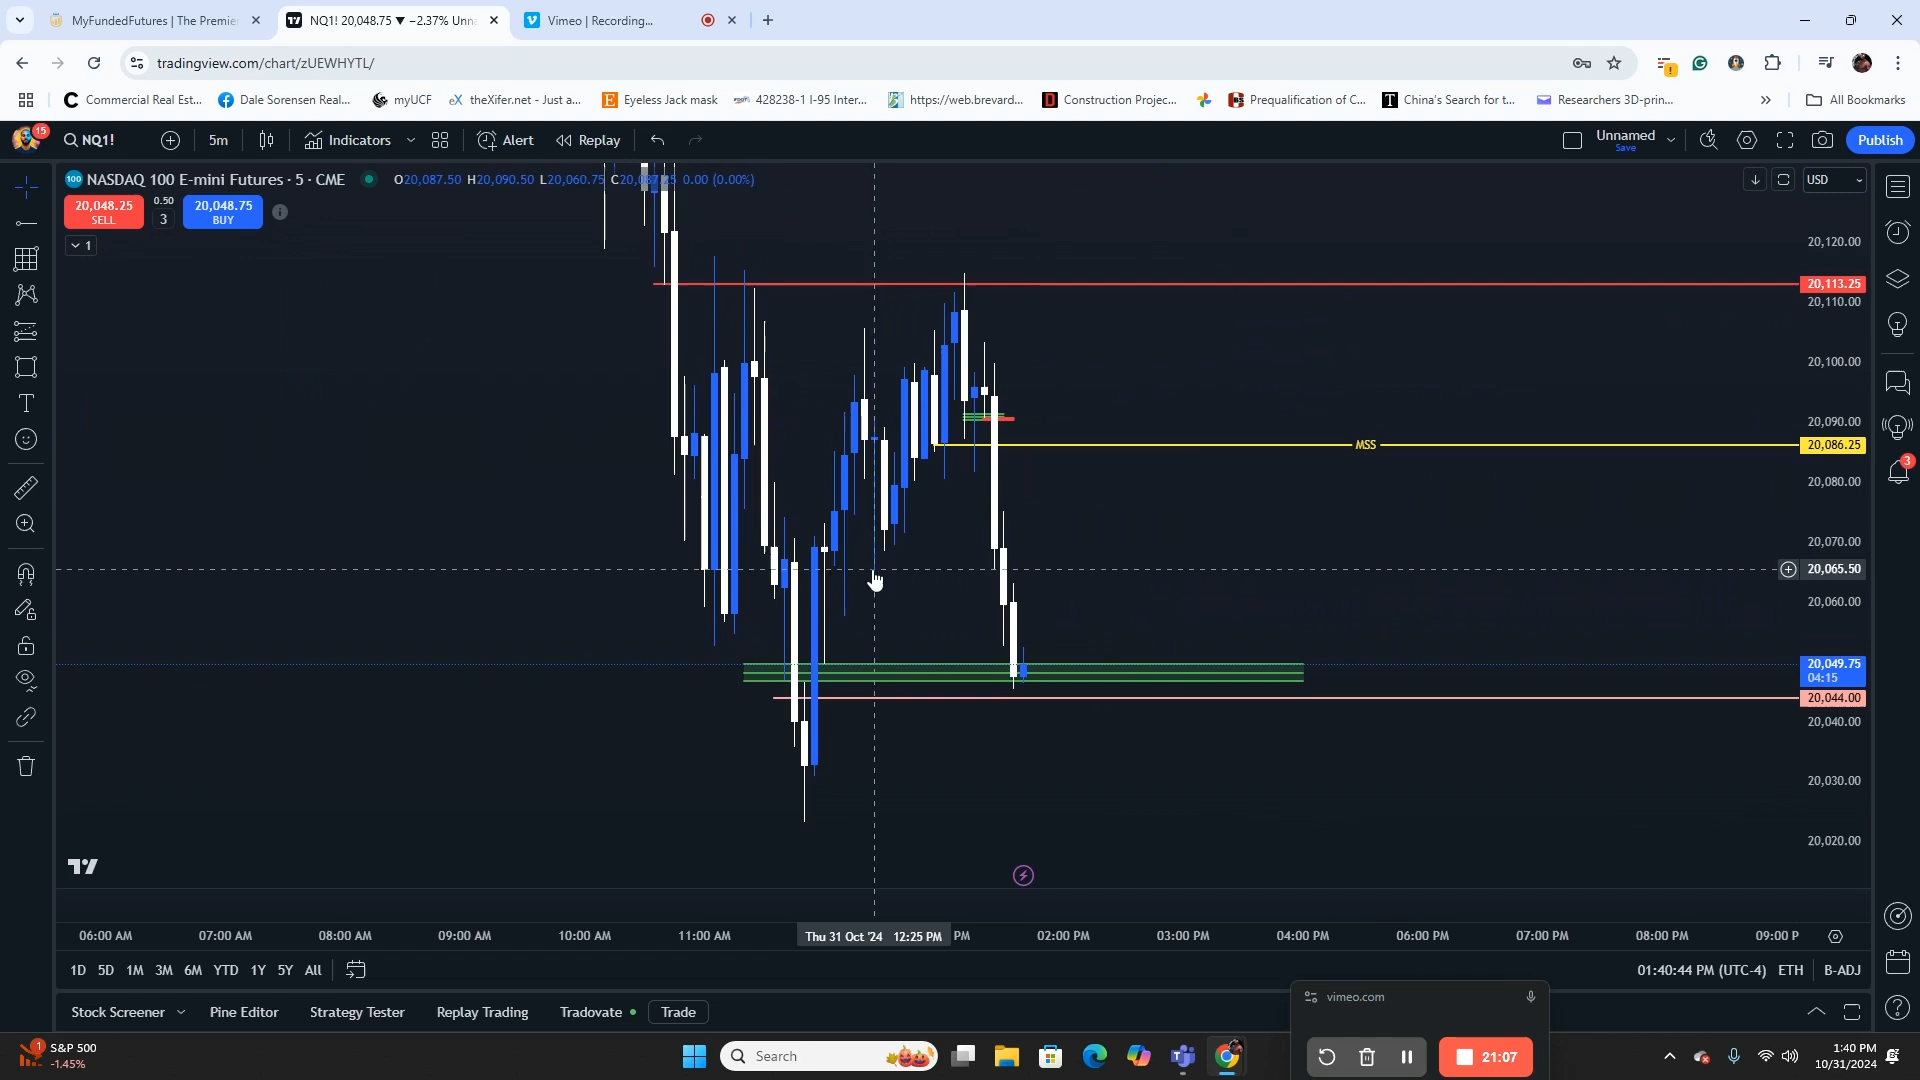 MyFundedFutures | The Premie
NQ1! 20,048.75 ▼ −2.37% Unn
Vimeo | Recording...
tradingview.com/chart/zUEWHYTL/
Commercial Real Est...
Dale Sorensen Real...
myUCF
theXifer.net - Just a...
Eyeless Jack mask
428238-1 I-95 Inter...
https://web.brevard...
Construction Projec...
Prequalification of C...
China's Search for t...
Researchers 3D-prin...
All Bookmarks
15
NQ1!
5m
Indicators
Alert
Replay
Unnamed
Save
Publish
100 NASDAQ 100 E-mini Futures · 5 · CME
O20,087.50 H20,090.50 L20,060.75 0.00 (0.00%)
USD
20,048.25
SELL
0.50
3
20,048.75
BUY
1
20,120.00
20,113.25
20,110.00
20,100.00
20,090.00
MSS
20,086.25
20,080.00
20,070.00
20,065.50
20,060.00
20,049.75
04:15
20,044.00
20,040.00
20,030.00
20,020.00
3
06:00 AM
07:00 AM
08:00 AM
09:00 AM
10:00 AM
11:00 AM
Thu 31 Oct '24 12:25 PM
PM
02:00 PM
03:00 PM
04:00 PM
06:00 PM
07:00 PM
08:00 PM
09:00 P
1D 5D 1M 3M 6M YTD 1Y 5Y All
01:40:44 PM (UTC-4) ETH B-ADJ
Stock Screener
Pine Editor
Strategy Tester
Replay Trading
Tradovate
Trade
vimeo.com
21:07
1
S&P 500
-1.45%
Search
1:40 PM
10/31/2024